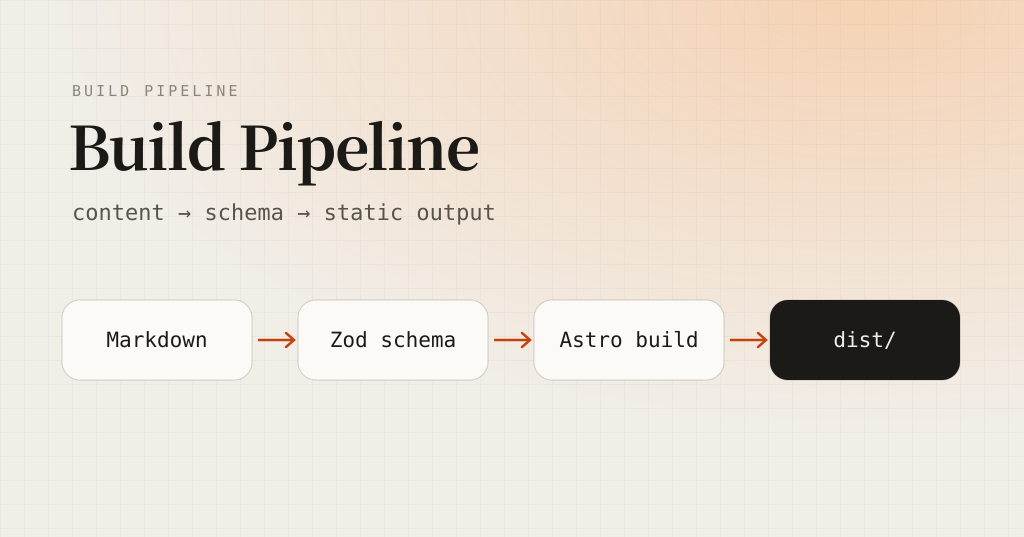 BUILD PIPELINE
Build Pipeline
content → schema → static output
Markdown → Zod schema → Astro build → dist/